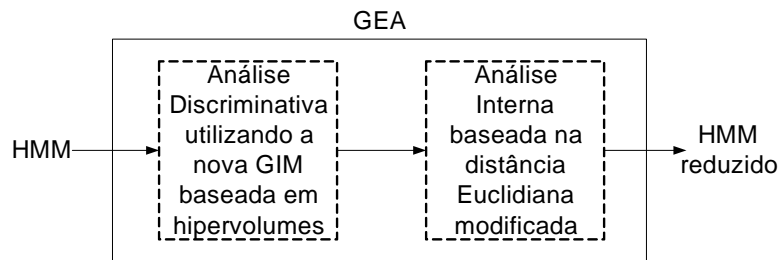 GEA
HMM
Análise
Discriminativa
utilizando a
nova GIM
baseada em
hipervolumes
Análise
Interna
baseada na
distância
Euclidiana
modificada
HMM
reduzido